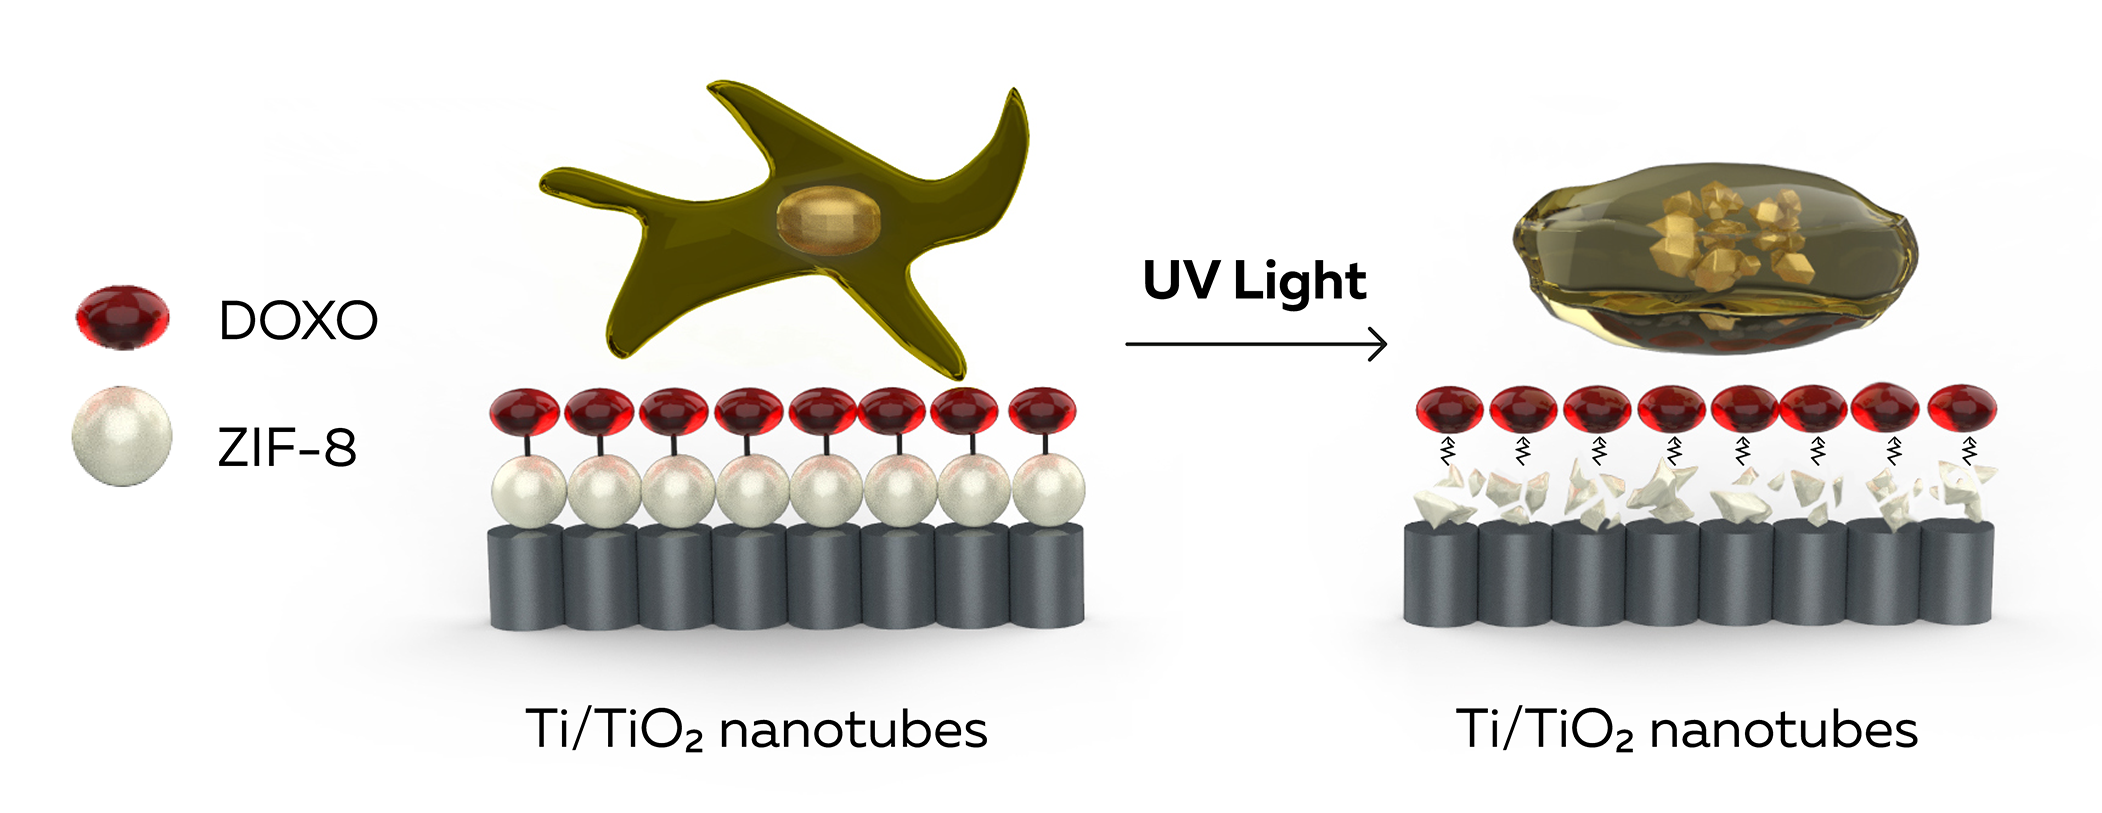 DOXO
ZIF-8
UV Light
Ti/TiO₂ nanotubes
Ti/TiO₂ nanotubes